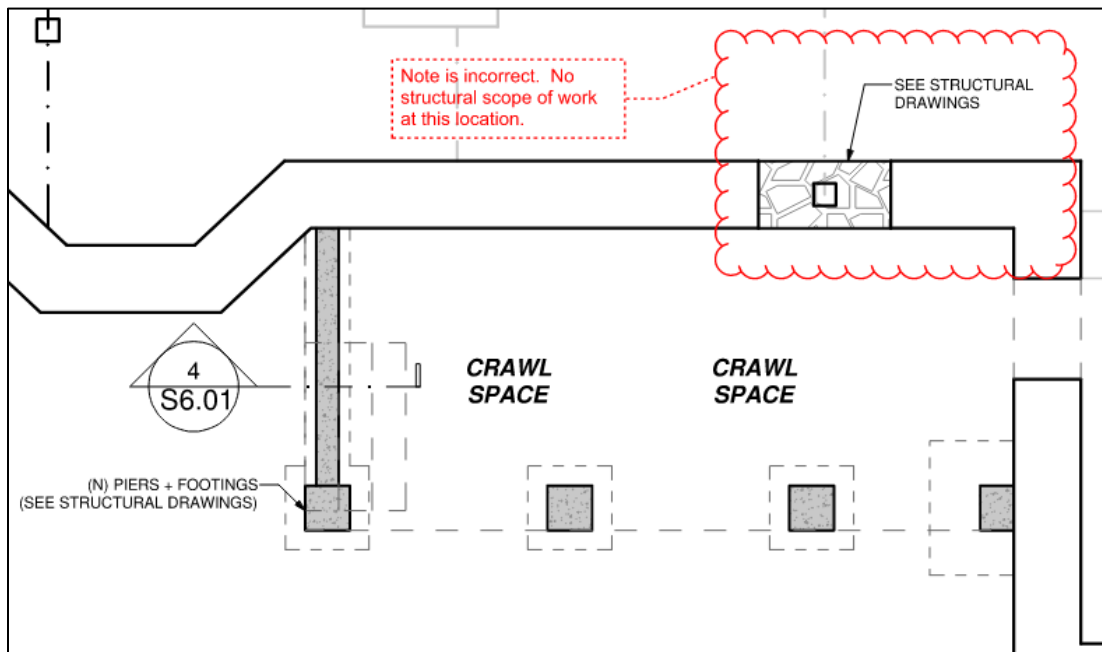 Note is incorrect.  No
structural scope of work
at this location.
SEE STRUCTURAL
DRAWINGS
4
S6.01
CRAWL
SPACE
CRAWL
SPACE
(N) PIERS + FOOTINGS
(SEE STRUCTURAL DRAWINGS)